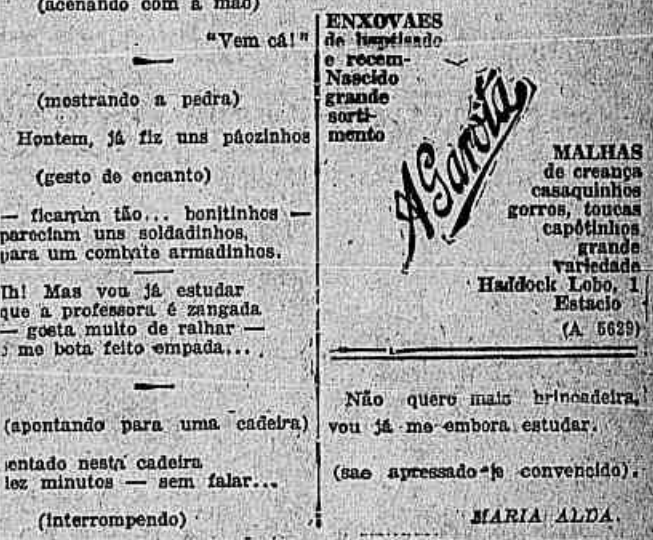 (acenando com a mão)
"Vem cá!"
(mostrando a pedra)
Hontem, já fiz uns pãozinhos
(gesto de encanto)
— ficaram tão... bonitinhos —
pareciam uns soldadinhos,
para um combate armadinhos.
Ih! Mas vou já estudar
que a professora é zangada
— gosta muito de ralhar —
me bota feito empada...
(apontando para uma cadeira)
sentado nesta cadeira
dez minutos — sem falar...
(interrompendo)
ENXOVAES
de baptisado
e recem-
Nascido
grande
sorti-
mento
A Garota
MALHAS
de creança
casaquinhos
gorros, toucas
capotinhos
grande
variedade
Haddock Lobo, 1
Estacio
(A 5629)
Não quero mais brincadeira,
vou já me embora estudar.
(sae apressado e convencido).
MARIA ALDA.